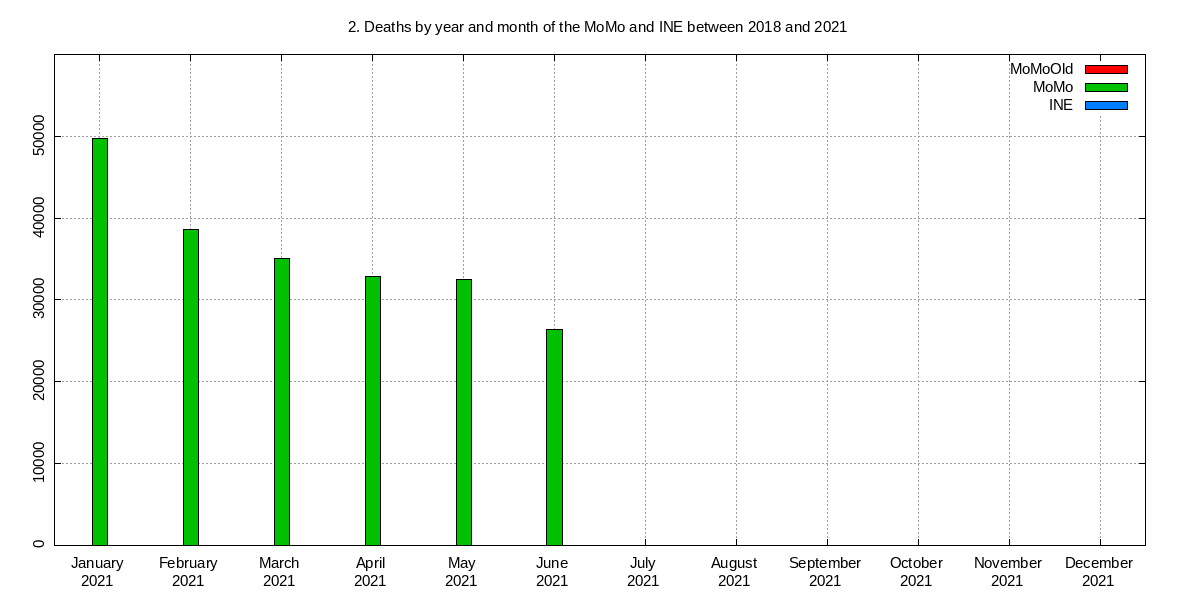 2. Deaths by year and month of the MoMo and INE between 2018 and 2021
MoMoOld
MoMo
INE
50000
40000
30000
20000
10000
0
January February March April May June July August September October November December
2021 2021 2021 2021 2021 2021 2021 2021 2021 2021 2021 2021